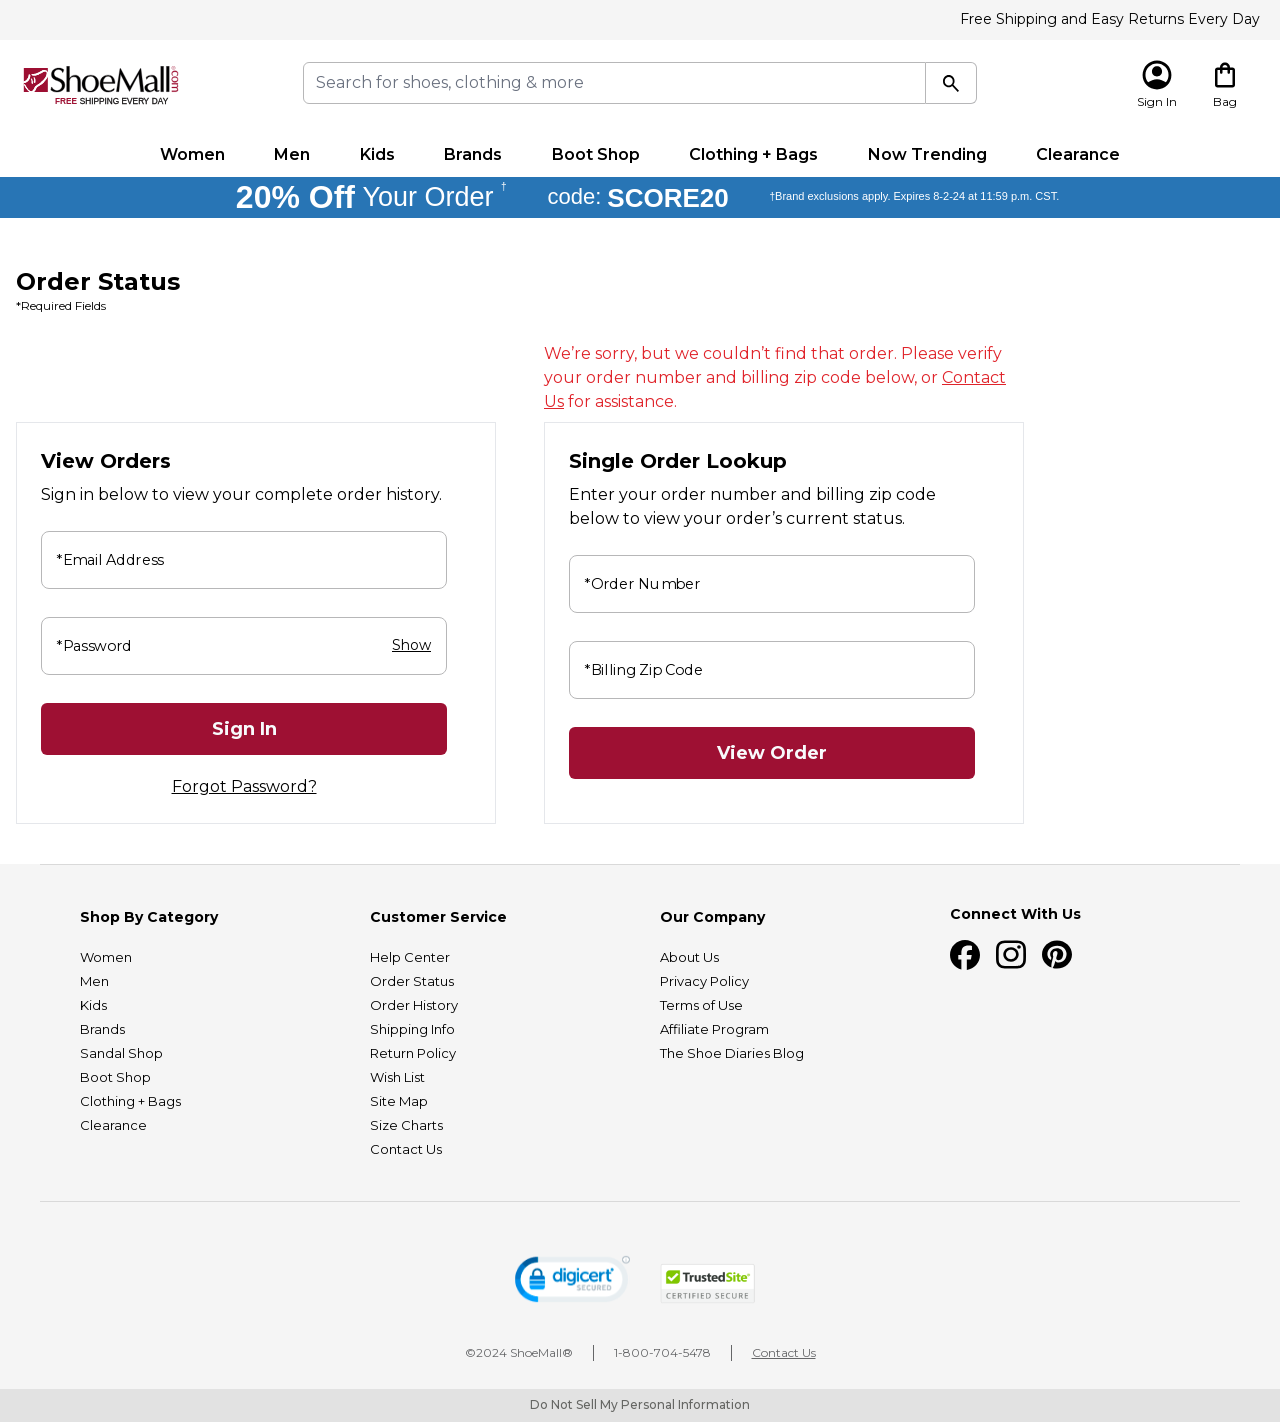 Free Shipping and Easy Returns Every Day
ShoeMall®.com
FREE SHIPPING EVERY DAY
Search for shoes, clothing & more
Sign In
Bag
Women Men Kids Brands Boot Shop Clothing + Bags Now Trending Clearance
20% Off Your Order † code: SCORE20 †Brand exclusions apply. Expires 8-2-24 at 11:59 p.m. CST.
Order Status
*Required Fields
We’re sorry, but we couldn’t find that order. Please verify
your order number and billing zip code below, or Contact
Us for assistance.
View Orders
Sign in below to view your complete order history.
*Email Address
*Password Show
Sign In
Forgot Password?
Single Order Lookup
Enter your order number and billing zip code
below to view your order’s current status.
*Order Number
*Billing Zip Code
View Order
Shop By Category
Women
Men
Kids
Brands
Sandal Shop
Boot Shop
Clothing + Bags
Clearance
Customer Service
Help Center
Order Status
Order History
Shipping Info
Return Policy
Wish List
Site Map
Size Charts
Contact Us
Our Company
About Us
Privacy Policy
Terms of Use
Affiliate Program
The Shoe Diaries Blog
Connect With Us
digicert
SECURED
TrustedSite
CERTIFIED SECURE
©2024 ShoeMall® 1-800-704-5478 Contact Us
Do Not Sell My Personal Information